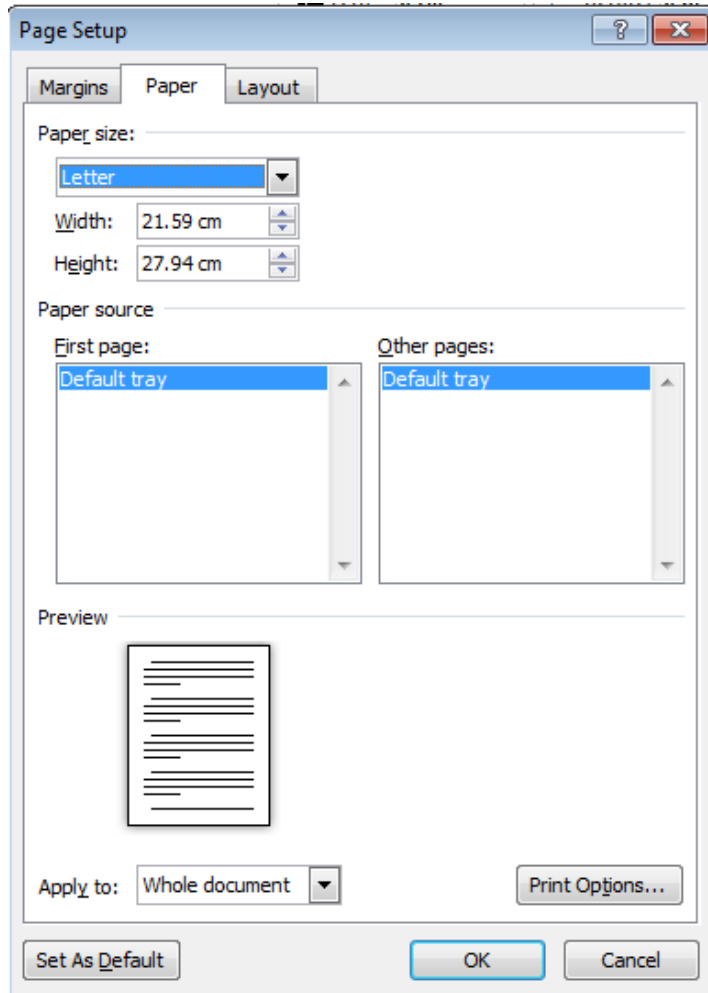 Page Setup
Margins Paper Layout
Paper size:
Letter
Width: 21.59 cm
Height: 27.94 cm
Paper source
First page: Other pages:
Default tray Default tray
Preview
Apply to: Whole document Print Options...
Set As Default OK Cancel